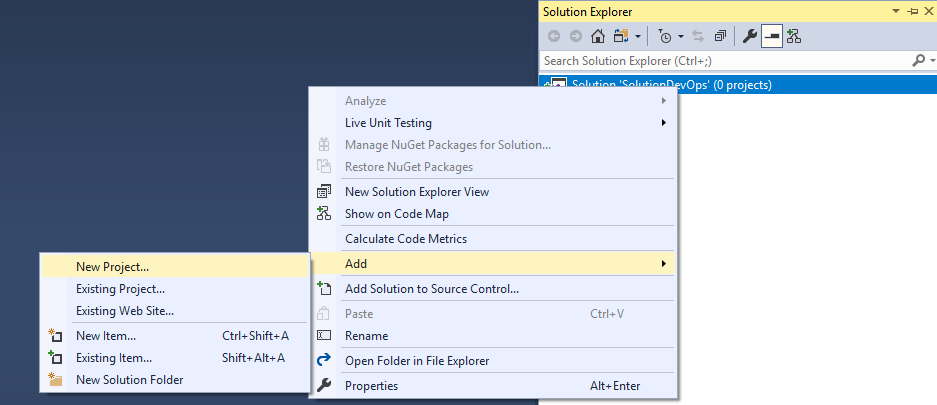 Solution Explorer
Search Solution Explorer (Ctrl+;)
Solution 'SolutionDevOps' (0 projects)
Analyze
Live Unit Testing
Manage NuGet Packages for Solution...
Restore NuGet Packages
New Solution Explorer View
Show on Code Map
Calculate Code Metrics
Add
Add Solution to Source Control...
Paste Ctrl+V
Rename
Open Folder in File Explorer
Properties Alt+Enter
New Project...
Existing Project...
Existing Web Site...
New Item... Ctrl+Shift+A
Existing Item... Shift+Alt+A
New Solution Folder